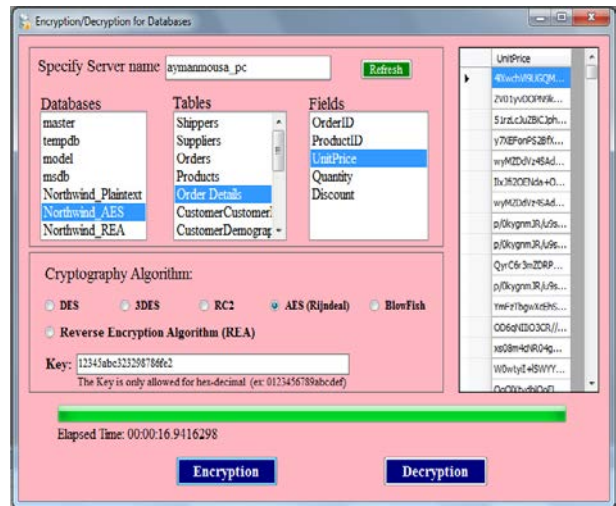 Encryption/Decryption for Databases
Specify Server name aymanmousa_pc Refresh
Databases
master
tempdb
model
msdb
Northwind_Plaintext
Northwind_AES
Northwind_REA
Tables
Shippers
Suppliers
Orders
Products
Order Details
CustomerCustomerl
CustomerDemograp
Fields
OrderID
ProductID
UnitPrice
Quantity
Discount
Cryptography Algorithm:
DES 3DES RC2 AES (Rijndeal) BlowFish
Reverse Encryption Algorithm (REA)
Key: 12345abc323298786fe2
The Key is only allowed for hex-decimal (ex: 0123456789abcdef)
Elapsed Time: 00:00:16.9416298
Encryption Decryption
UnitPrice